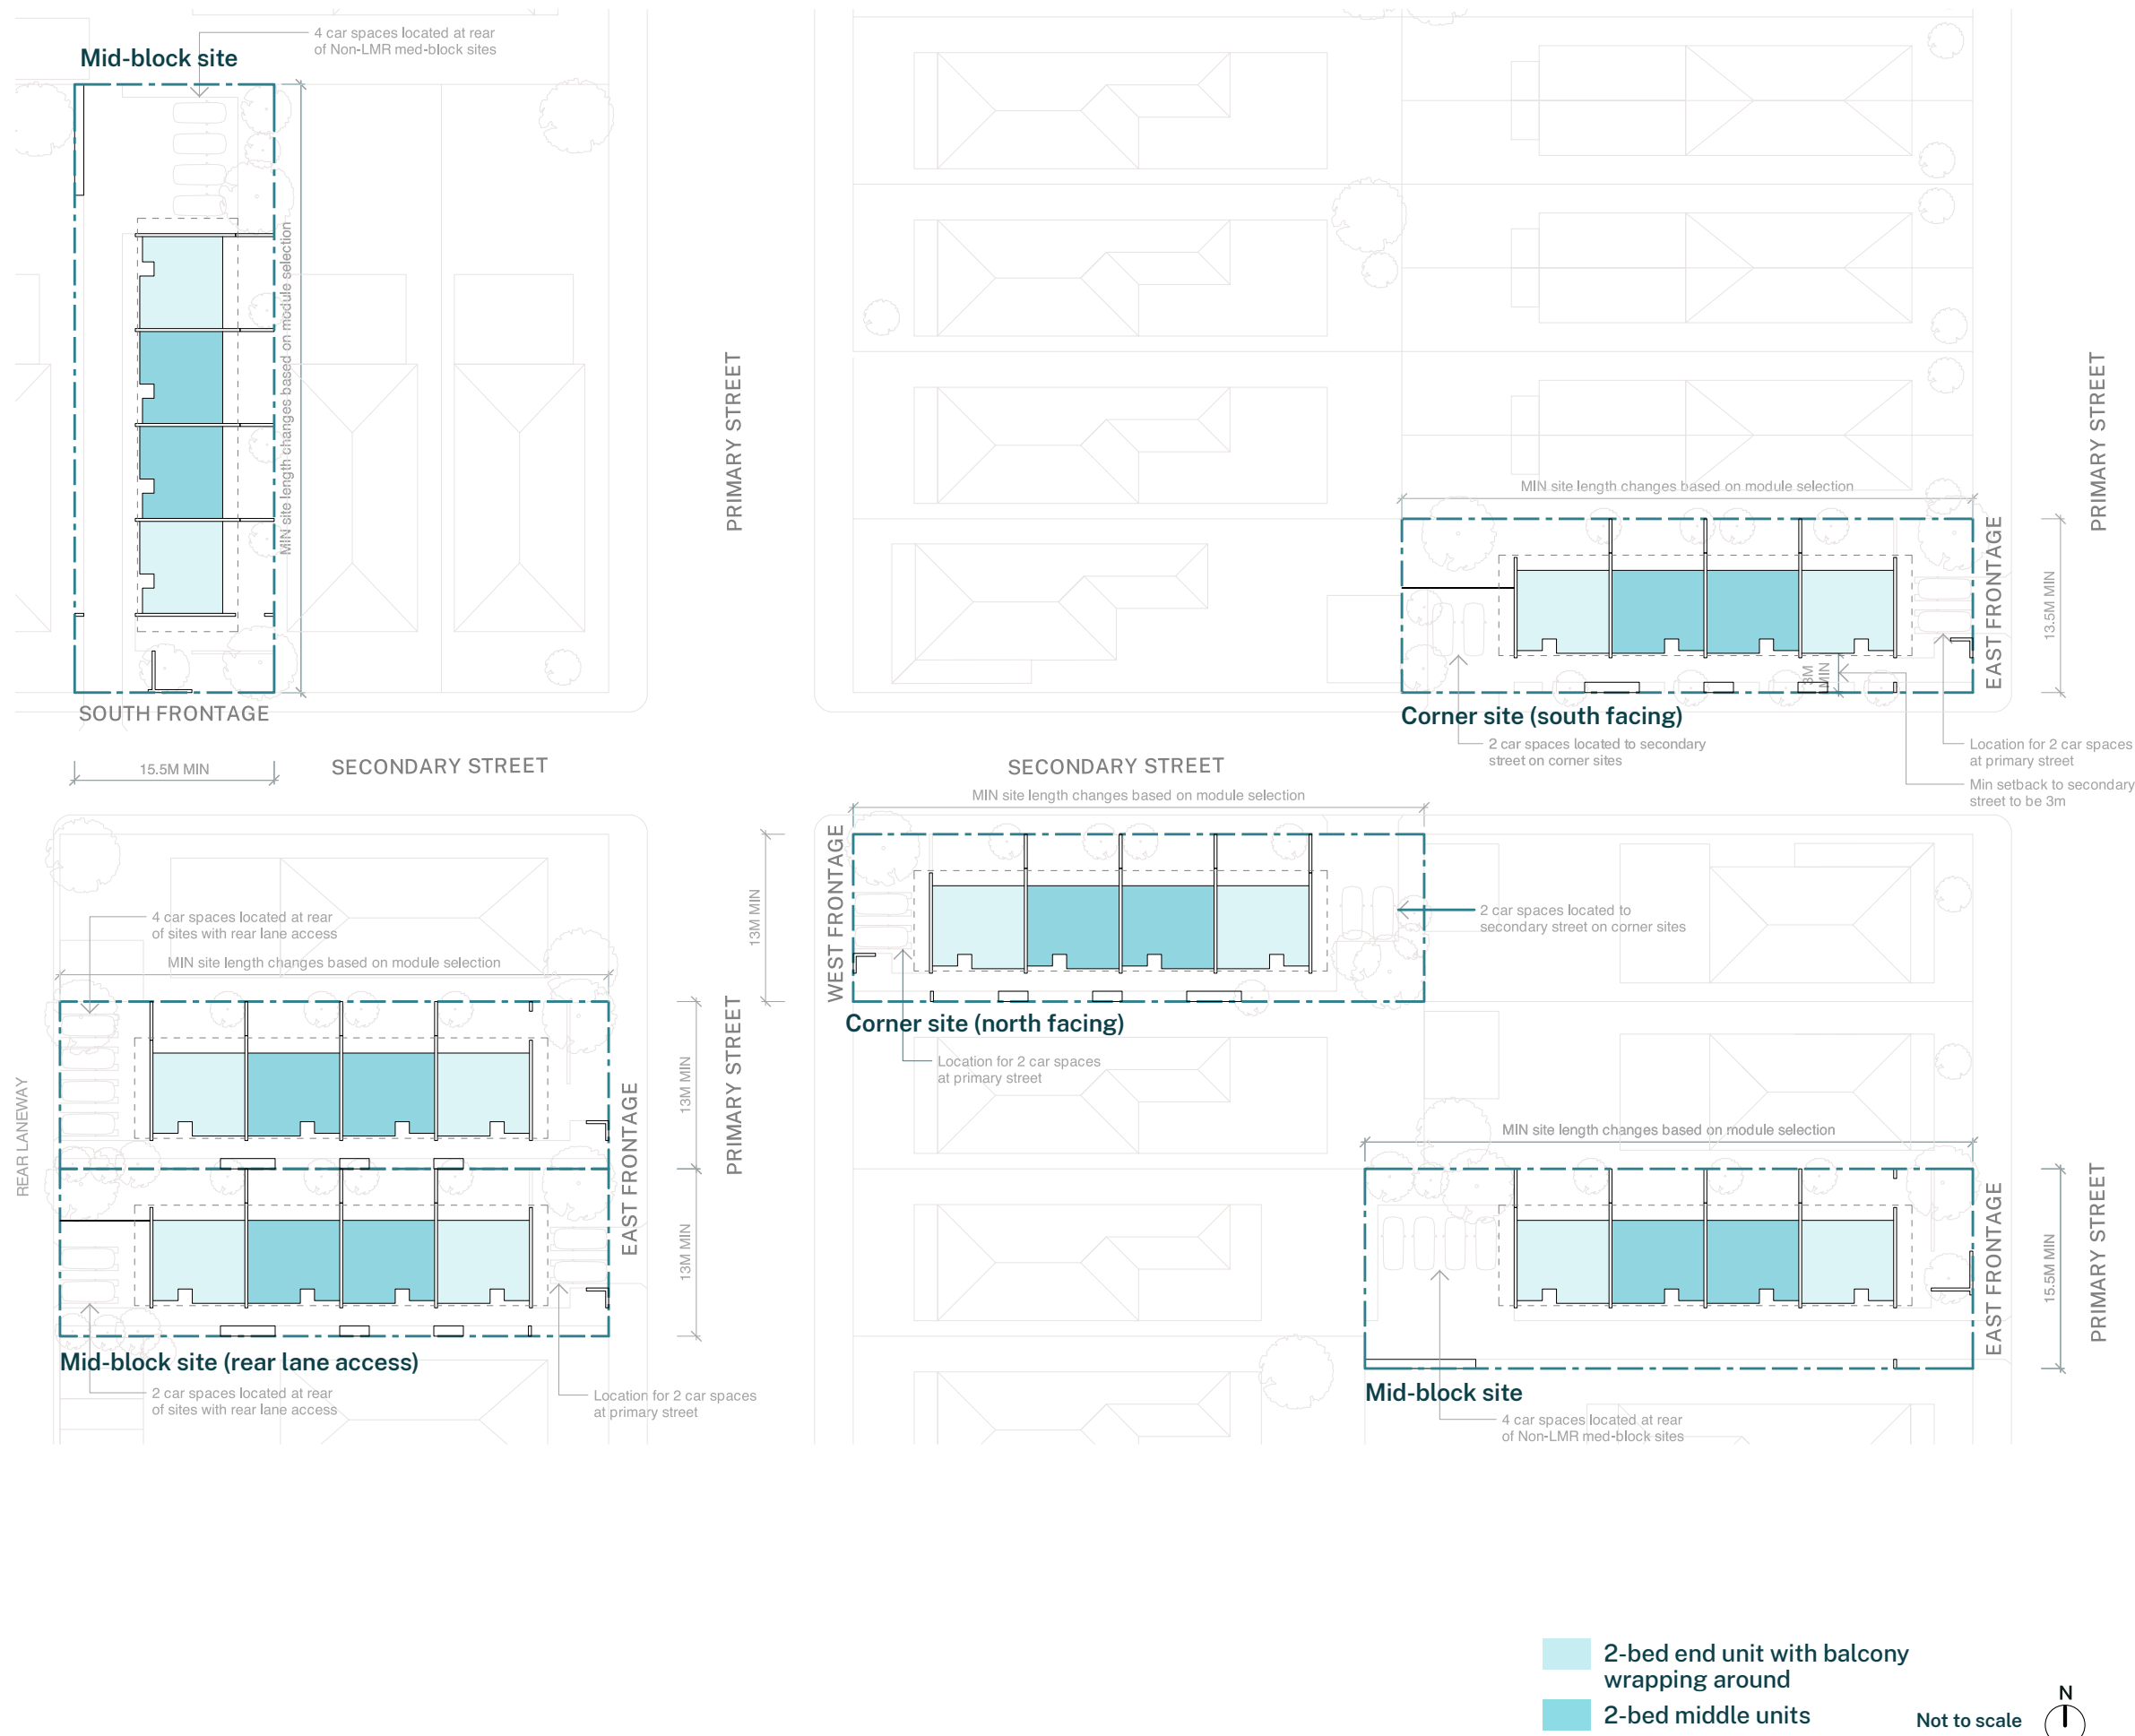 4 car spaces located at rear
of Non-LMR med-block sites
Mid-block site
MIN site length changes based on module selection
PRIMARY STREET
SOUTH FRONTAGE
15.5M MIN
SECONDARY STREET
PRIMARY STREET
MIN site length changes based on module selection
EAST FRONTAGE
13.5M MIN
3M
MIN
Corner site (south facing)
2 car spaces located to secondary
street on corner sites
Location for 2 car spaces
at primary street
Min setback to secondary
street to be 3m
SECONDARY STREET
MIN site length changes based on module selection
WEST FRONTAGE
13M MIN
2 car spaces located to
secondary street on corner sites
Corner site (north facing)
Location for 2 car spaces
at primary street
4 car spaces located at rear
of sites with rear lane access
MIN site length changes based on module selection
REAR LANEWAY
EAST FRONTAGE
13M MIN
13M MIN
PRIMARY STREET
Mid-block site (rear lane access)
2 car spaces located at rear
of sites with rear lane access
Location for 2 car spaces
at primary street
MIN site length changes based on module selection
EAST FRONTAGE
15.5M MIN
PRIMARY STREET
Mid-block site
4 car spaces located at rear
of Non-LMR med-block sites
2-bed end unit with balcony
wrapping around
2-bed middle units
Not to scale
N